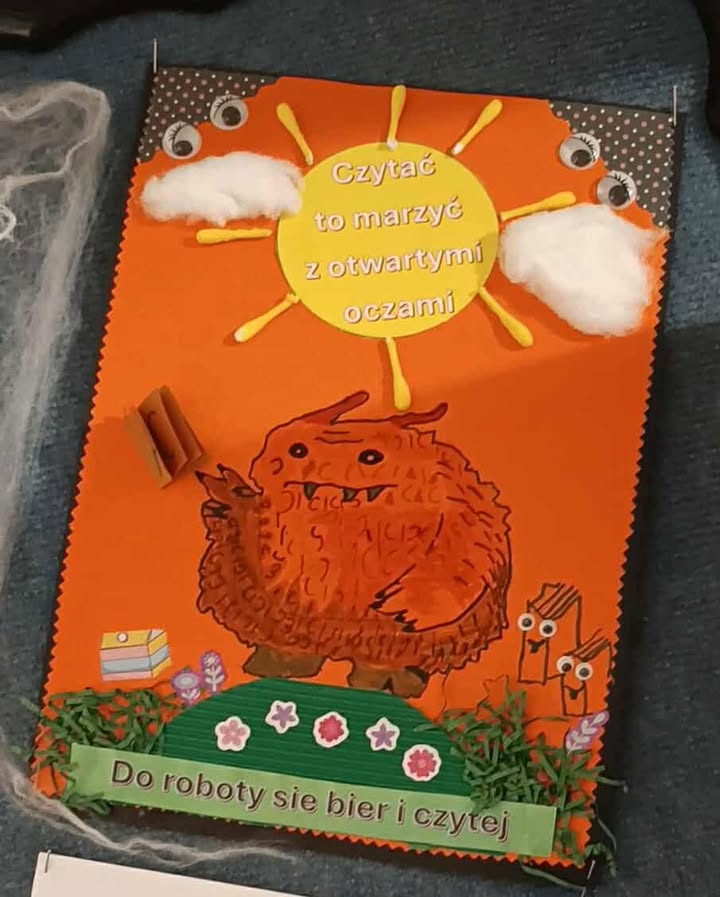 Czytać
to marzyć
z otwartymi
oczami
Do roboty sie bier i czytej